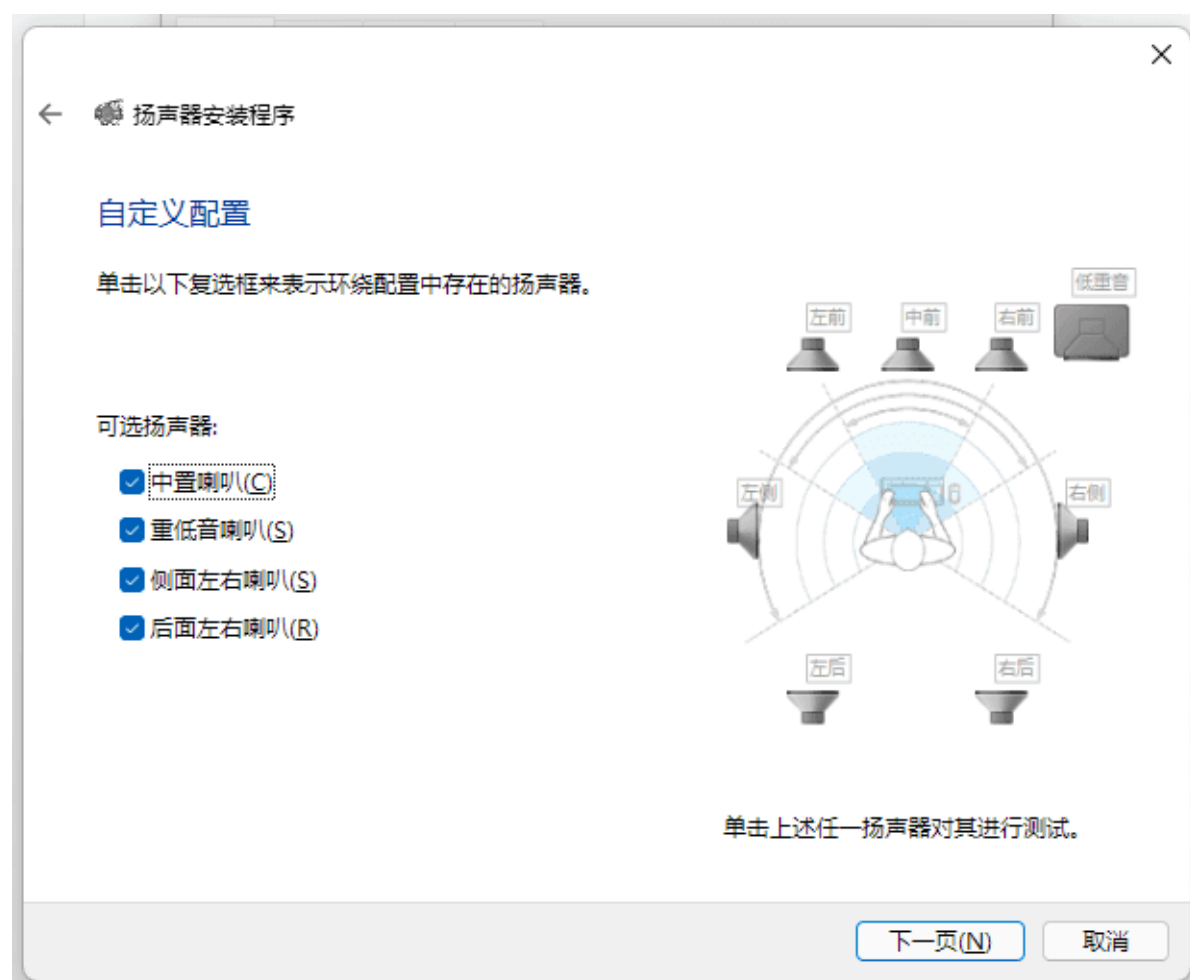 扬声器安装程序
自定义配置
单击以下复选框来表示环绕配置中存在的扬声器。
低重音
左前
中前
右前
可选扬声器:
中置喇叭(C)
重低音喇叭(S)
侧面左右喇叭(S)
后面左右喇叭(R)
左侧
右侧
左后
右后
单击上述任一扬声器对其进行测试。
下一页(N)
取消